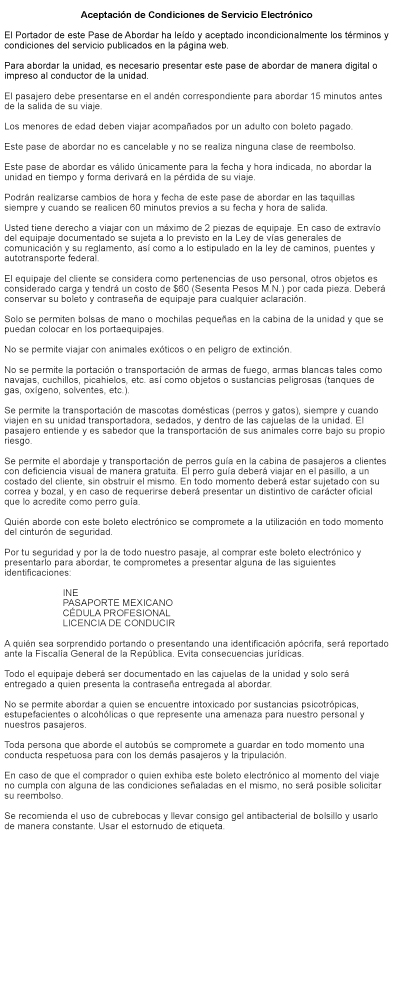 Aceptación de Condiciones de Servicio Electrónico
El Portador de este Pase de Abordar ha leído y aceptado incondicionalmente los términos y
condiciones del servicio publicados en la página web.
Para abordar la unidad, es necesario presentar este pase de abordar de manera digital o
impreso al conductor de la unidad.
El pasajero debe presentarse en el andén correspondiente para abordar 15 minutos antes
de la salida de su viaje.
Los menores de edad deben viajar acompañados por un adulto con boleto pagado.
Este pase de abordar no es cancelable y no se realiza ninguna clase de reembolso.
Este pase de abordar es válido únicamente para la fecha y hora indicada, no abordar la
unidad en tiempo y forma derivará en la pérdida de su viaje.
Podrán realizarse cambios de hora y fecha de este pase de abordar en las taquillas
siempre y cuando se realicen 60 minutos previos a su fecha y hora de salida.
Usted tiene derecho a viajar con un máximo de 2 piezas de equipaje. En caso de extravío
del equipaje documentado se sujeta a lo previsto en la Ley de vías generales de
comunicación y su reglamento, así como a lo estipulado en la ley de caminos, puentes y
autotransporte federal.
El equipaje del cliente se considera como pertenencias de uso personal, otros objetos es
considerado carga y tendrá un costo de $60 (Sesenta Pesos M.N.) por cada pieza. Deberá
conservar su boleto y contraseña de equipaje para cualquier aclaración.
Solo se permiten bolsas de mano o mochilas pequeñas en la cabina de la unidad y que se
puedan colocar en los portaequipajes.
No se permite viajar con animales exóticos o en peligro de extinción.
No se permite la portación o transportación de armas de fuego, armas blancas tales como
navajas, cuchillos, picahielos, etc. así como objetos o sustancias peligrosas (tanques de
gas, oxígeno, solventes, etc.).
Se permite la transportación de mascotas domésticas (perros y gatos), siempre y cuando
viajen en su unidad transportadora, sedados, y dentro de las cajuelas de la unidad. El
pasajero entiende y es sabedor que la transportación de sus animales corre bajo su propio
riesgo.
Se permite el abordaje y transportación de perros guía en la cabina de pasajeros a clientes
con deficiencia visual de manera gratuita. El perro guía deberá viajar en el pasillo, a un
costado del cliente, sin obstruir el mismo. En todo momento deberá estar sujetado con su
correa y bozal, y en caso de requerirse deberá presentar un distintivo de carácter oficial
que lo acredite como perro guía.
Quién aborde con este boleto electrónico se compromete a la utilización en todo momento
del cinturón de seguridad.
Por tu seguridad y por la de todo nuestro pasaje, al comprar este boleto electrónico y
presentarlo para abordar, te comprometes a presentar alguna de las siguientes
identificaciones:
INE
PASAPORTE MEXICANO
CÉDULA PROFESIONAL
LICENCIA DE CONDUCIR
A quién sea sorprendido portando o presentando una identificación apócrifa, será reportado
ante la Fiscalía General de la República. Evita consecuencias jurídicas.
Todo el equipaje deberá ser documentado en las cajuelas de la unidad y solo será
entregado a quien presenta la contraseña entregada al abordar.
No se permite abordar a quien se encuentre intoxicado por sustancias psicotrópicas,
estupefacientes o alcohólicas o que represente una amenaza para nuestro personal y
nuestros pasajeros.
Toda persona que aborde el autobús se compromete a guardar en todo momento una
conducta respetuosa para con los demás pasajeros y la tripulación.
En caso de que el comprador o quien exhiba este boleto electrónico al momento del viaje
no cumpla con alguna de las condiciones señaladas en el mismo, no será posible solicitar
su reembolso.
Se recomienda el uso de cubrebocas y llevar consigo gel antibacterial de bolsillo y usarlo
de manera constante. Usar el estornudo de etiqueta.